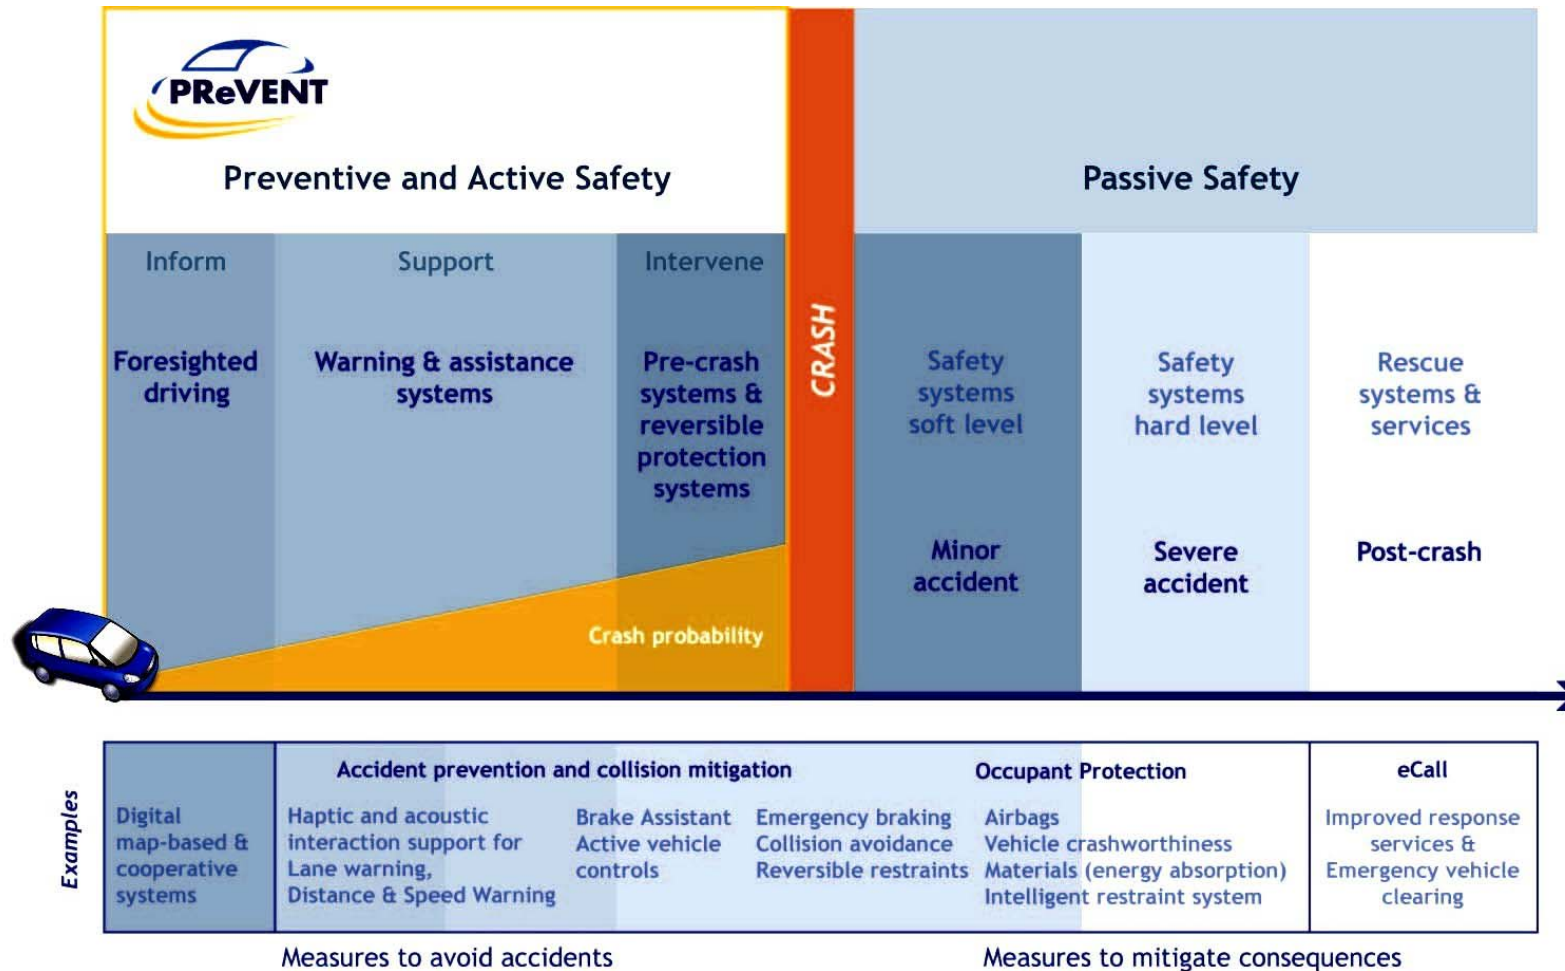 PReVENT
Preventive and Active Safety
Passive Safety
Inform
Support
Intervene
Foresighted
driving
Warning & assistance
systems
Pre-crash
systems &
reversible
protection
systems
CRASH
Safety
systems
soft level
Safety
systems
hard level
Rescue
systems &
services
Minor
accident
Severe
accident
Post-crash
Crash probability
Examples
Digital
map-based &
cooperative
systems
Accident prevention and collision mitigation
Haptic and acoustic
interaction support for
Lane warning,
Distance & Speed Warning
Brake Assistant
Active vehicle
controls
Emergency braking
Collision avoidance
Reversible restraints
Occupant Protection
Airbags
Vehicle crashworthiness
Materials (energy absorption)
Intelligent restraint system
eCall
Improved response
services &
Emergency vehicle
clearing
Measures to avoid accidents
Measures to mitigate consequences